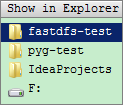 Show in Explorer
fastdfs-test
pyg-test
IdeaProjects
F: